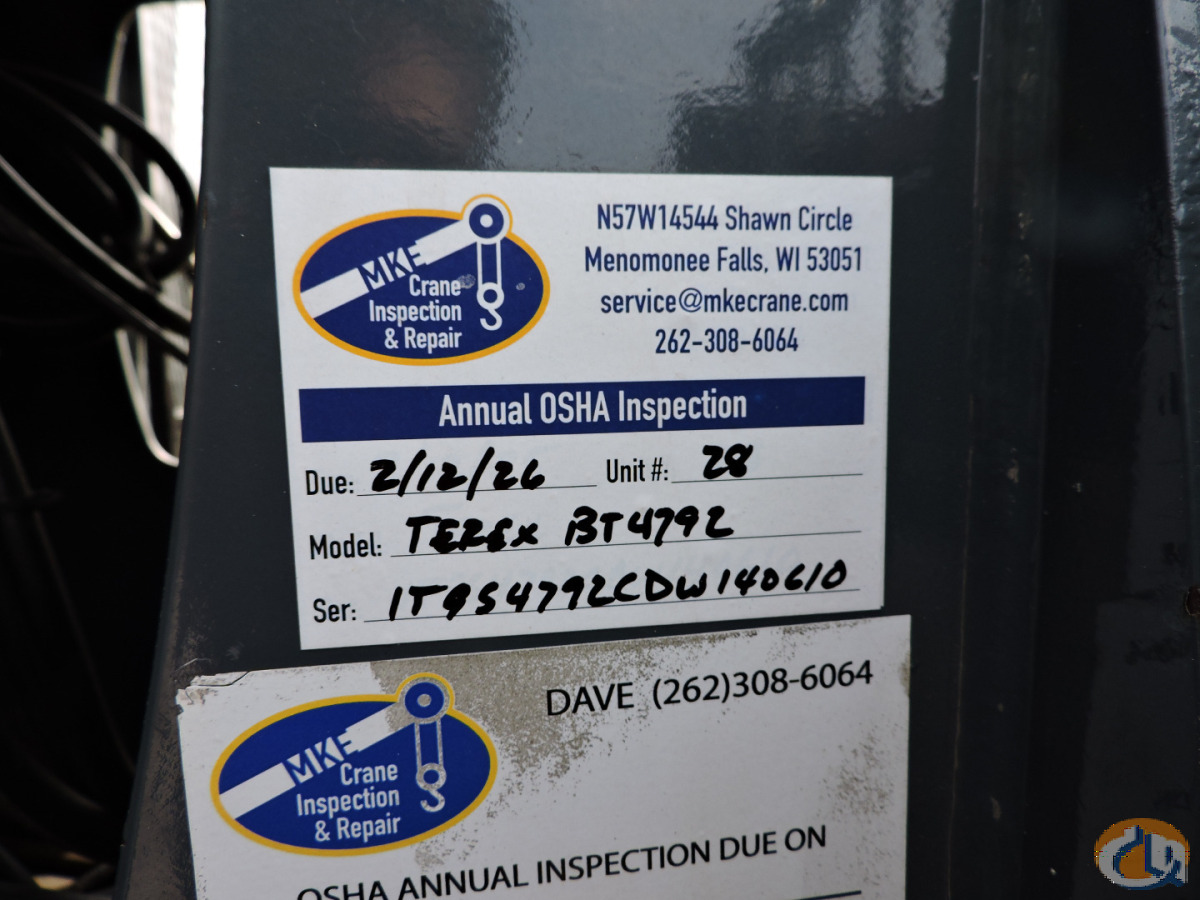 MKE
Crane
Inspection
& Repair
N57W14544 Shawn Circle
Menomonee Falls, WI 53051
service@mkecrane.com
262-308-6064
Annual OSHA Inspection
Due: 2/12/26 Unit #: 28
Model: TEREX BT4792
Ser: 1T9S4792CDW140610
MKE
Crane
Inspection
& Repair
DAVE (262)308-6064
OSHA ANNUAL INSPECTION DUE ON